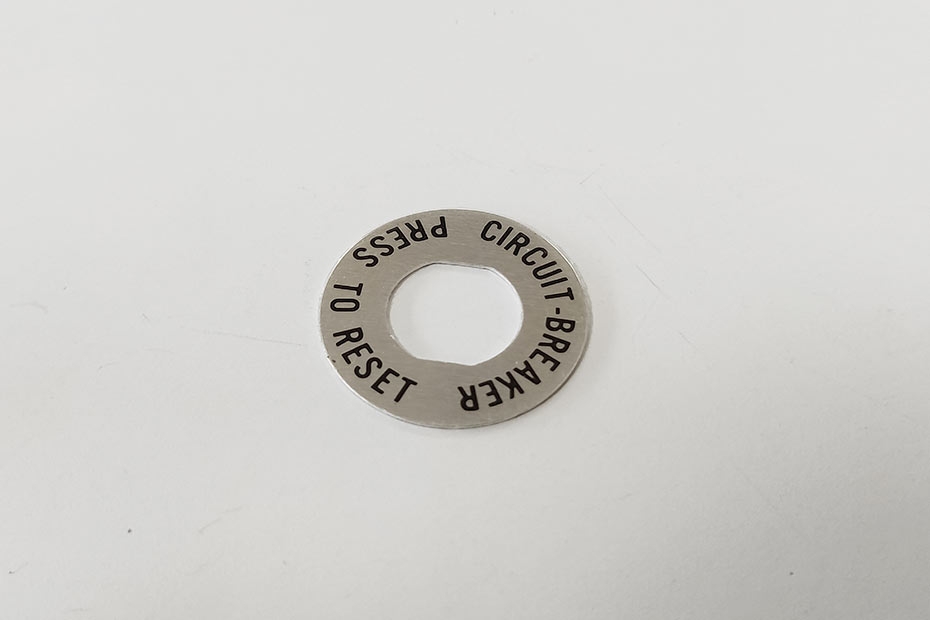 CIRCUIT-BREAKER
PRESS TO RESET